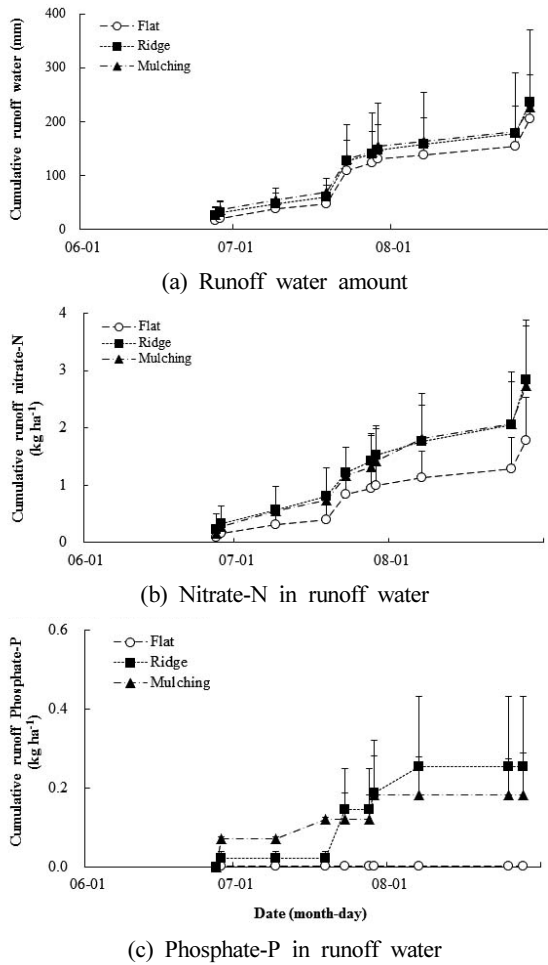 400
300
200
100
0
Cumulative runoff water (mm)
Flat
Ridge
Mulching
06-01
07-01
08-01
(a) Runoff water amount
4
3
2
1
0
Cumulative runoff nitrate-N
(kg ha-1)
Flat
Ridge
Mulching
06-01
07-01
08-01
(b) Nitrate-N in runoff water
0.6
0.4
0.2
0.0
Cumulative runoff Phosphate-P
(kg ha-1)
Flat
Ridge
Mulching
06-01
07-01
08-01
Date (month-day)
(c) Phosphate-P in runoff water